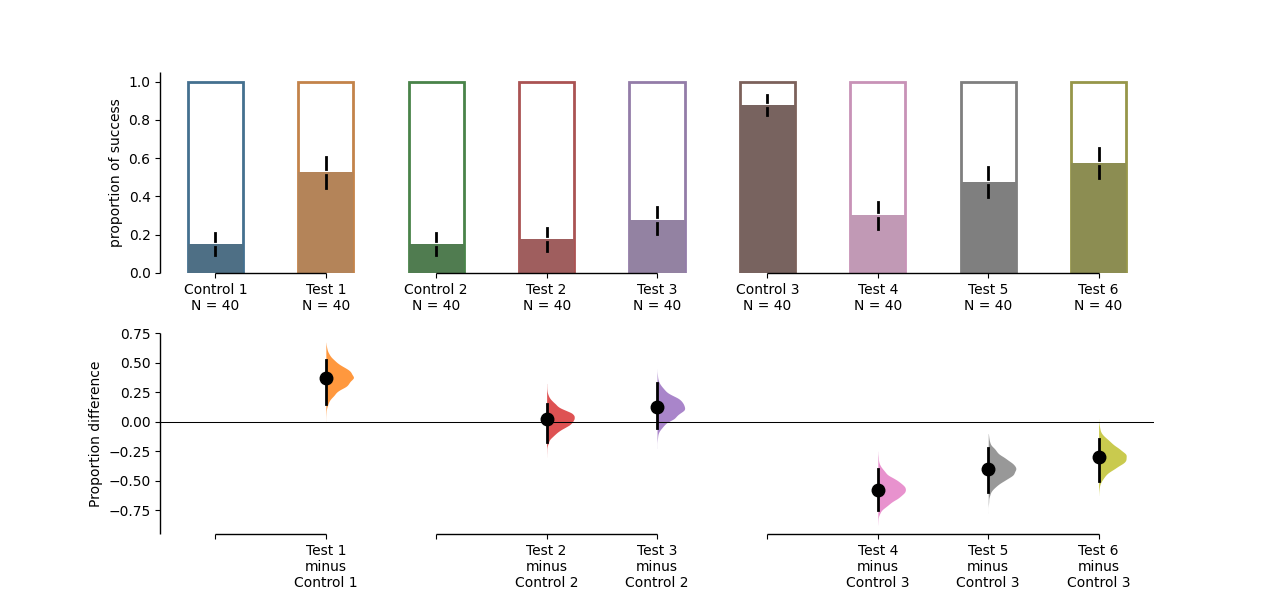 proportion of success
1.0
0.8
0.6
0.4
0.2
0.0
Control 1
N = 40
Test 1
N = 40
Control 2
N = 40
Test 2
N = 40
Test 3
N = 40
Control 3
N = 40
Test 4
N = 40
Test 5
N = 40
Test 6
N = 40
Proportion difference
0.75
0.50
0.25
0.00
−0.25
−0.50
−0.75
Test 1
minus
Control 1
Test 2
minus
Control 2
Test 3
minus
Control 2
Test 4
minus
Control 3
Test 5
minus
Control 3
Test 6
minus
Control 3